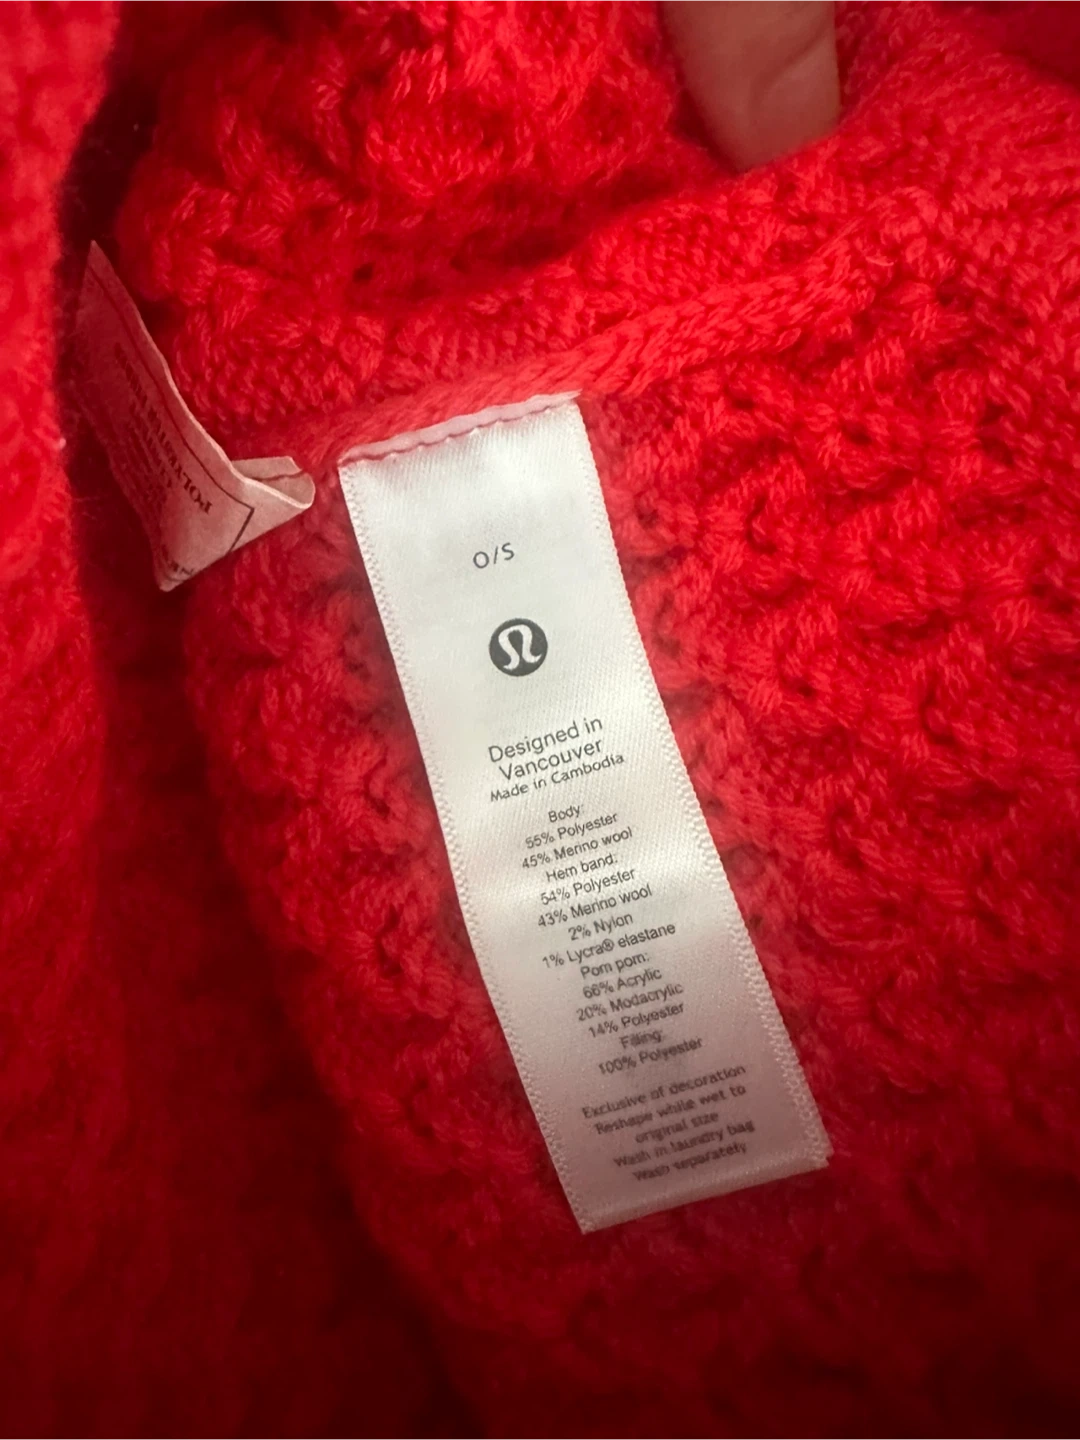 O/S
Designed in
Vancouver
Made in Cambodia
Body:
55% Polyester
45% Merino wool
Hem band:
54% Polyester
43% Merino wool
2% Nylon
1% Lycra® elastane
Pom pom:
66% Acrylic
20% Modacrylic
14% Polyester
Filling:
100% Polyester
Exclusive of decoration
Reshape while wet to
original size
Wash in laundry bag
Wash separately
POLYESTER